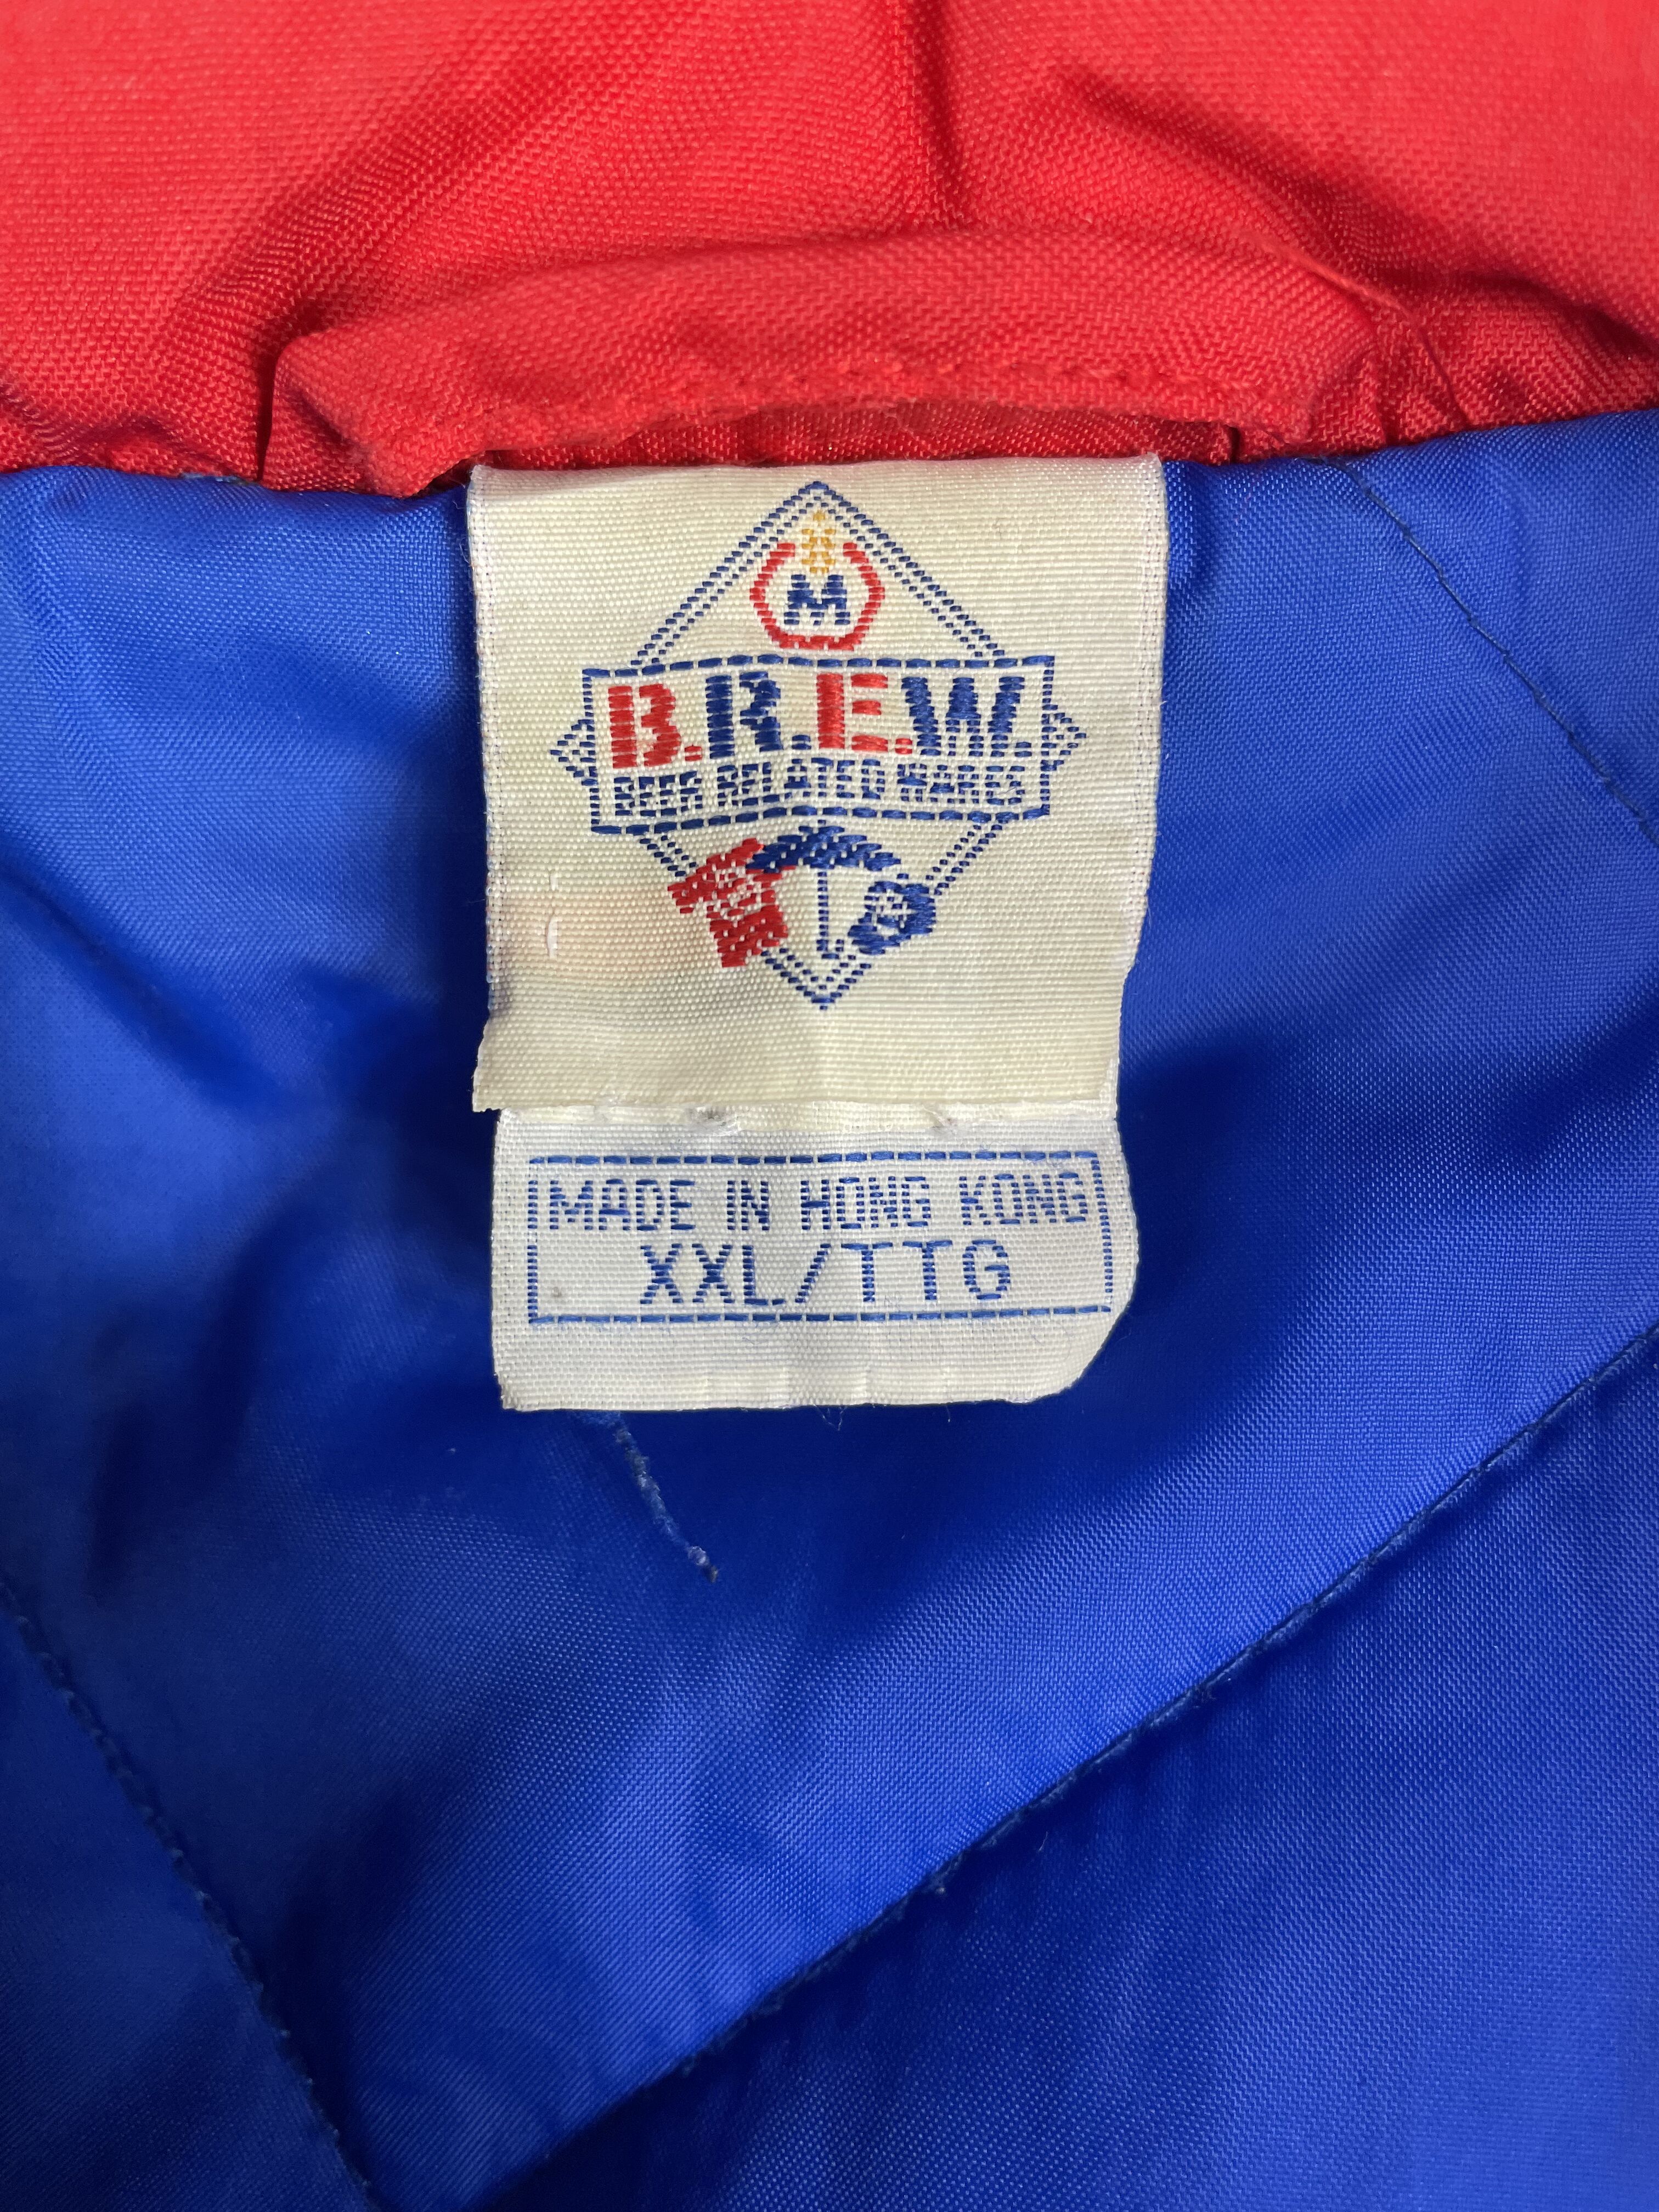 M
B.R.E.W.
BEER RELATED WARES
MADE IN HONG KONG
XXL/TTG